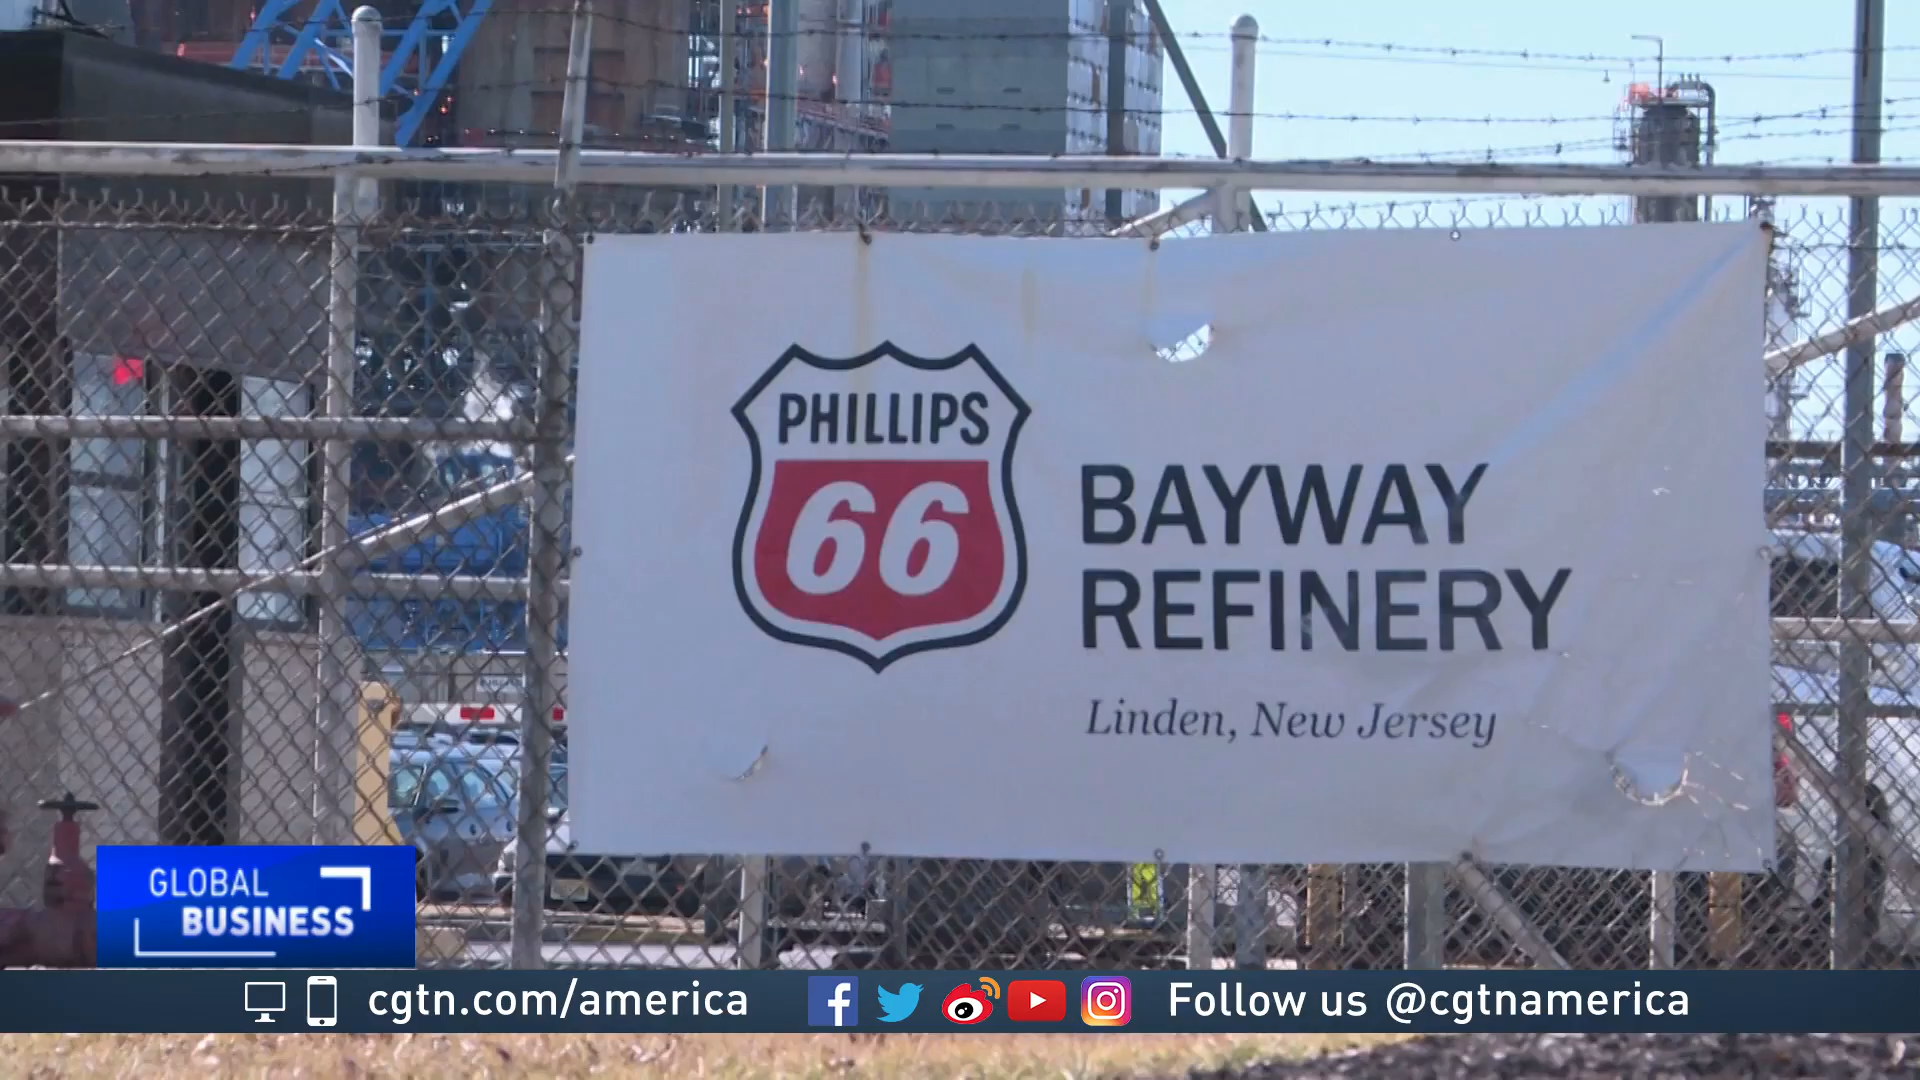 PHILLIPS
66
BAYWAY
REFINERY
Linden, New Jersey
GLOBAL
BUSINESS
cgtn.com/america
Follow us @cgtnamerica